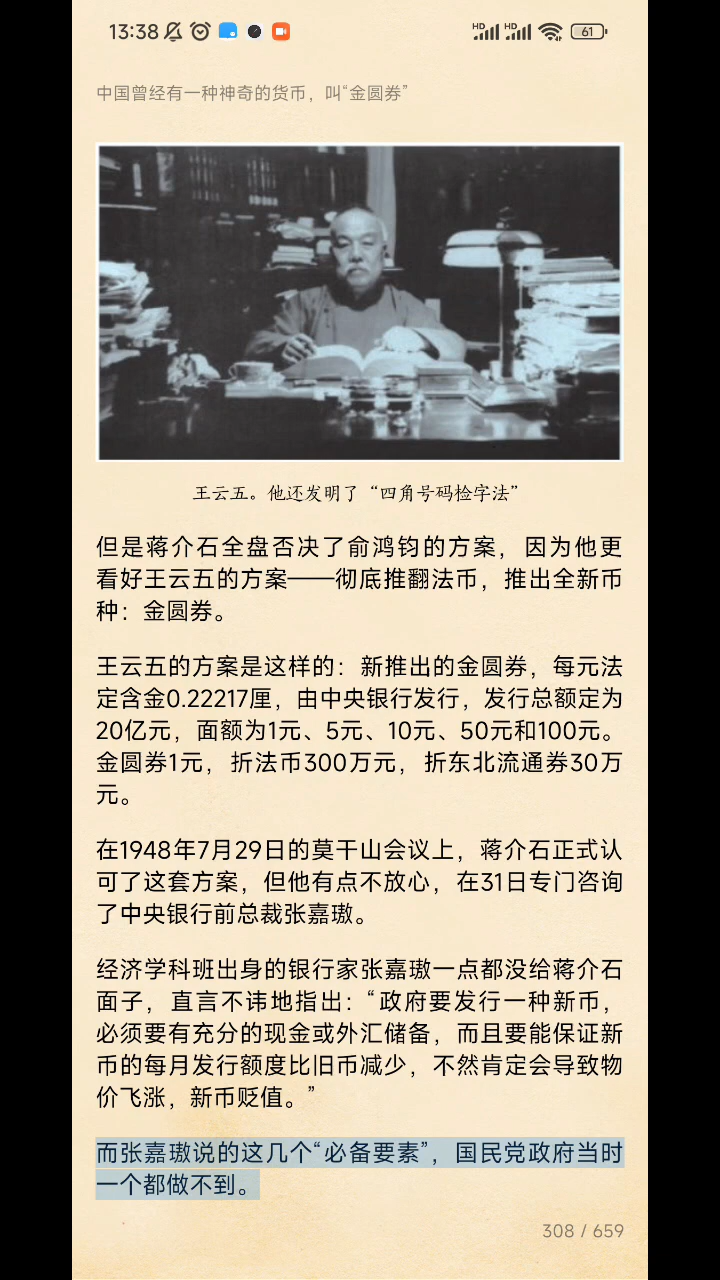 13:38
HD HD 61
中国曾经有一种神奇的货币，叫“金圆券”
王云五。他还发明了“四角号码检字法”
但是蒋介石全盘否决了俞鸿钧的方案，因为他更
看好王云五的方案——彻底推翻法币，推出全新币
种：金圆券。
王云五的方案是这样的：新推出的金圆券，每元法
定含金0.22217厘，由中央银行发行，发行总额定为
20亿元，面额为1元、5元、10元、50元和100元。
金圆券1元，折法币300万元，折东北流通券30万
元。
在1948年7月29日的莫干山会议上，蒋介石正式认
可了这套方案，但他有点不放心，在31日专门咨询
了中央银行前总裁张嘉璈。
经济学科班出身的银行家张嘉璈一点都没给蒋介石
面子，直言不讳地指出：“政府要发行一种新币，
必须要有充分的现金或外汇储备，而且要能保证新
币的每月发行额度比旧币减少，不然肯定会导致物
价飞涨，新币贬值。”
而张嘉璈说的这几个“必备要素”，国民党政府当时
一个都做不到。
308 / 659